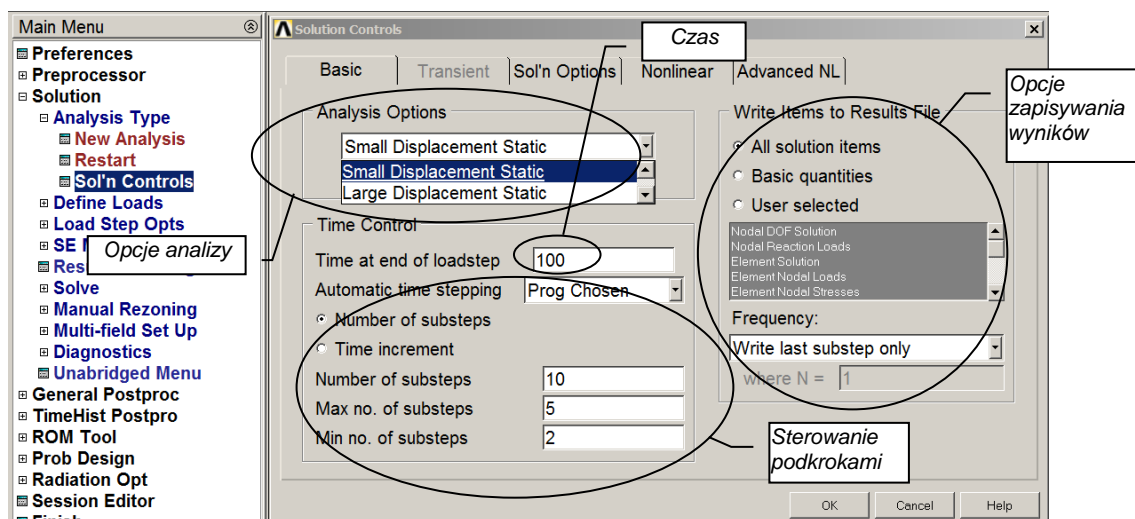 Main Menu
Preferences
Preprocessor
Solution
Analysis Type
New Analysis
Restart
Sol'n Controls
Define Loads
Load Step Opts
SE
Res
Solve
Manual Rezoning
Multi-field Set Up
Diagnostics
Unabridged Menu
General Postproc
TimeHist Postpro
ROM Tool
Prob Design
Radiation Opt
Session Editor
Opcje analizy
Solution Controls
Czas
Basic
Transient
Sol'n Options
Nonlinear
Advanced NL
Analysis Options
Small Displacement Static
Small Displacement Static
Large Displacement Static
Time Control
Time at end of loadstep 100
Automatic time stepping Prog Chosen
Number of substeps
Time increment
Number of substeps 10
Max no. of substeps 5
Min no. of substeps 2
Write Items to Results File
All solution items
Basic quantities
User selected
Nodal DOF Solution
Nodal Reaction Loads
Element Solution
Element Nodal Loads
Element Nodal Stresses
Frequency:
Write last substep only
where N = 1
Opcje
zapisywania
wyników
Sterowanie
podkrokami
OK
Cancel
Help